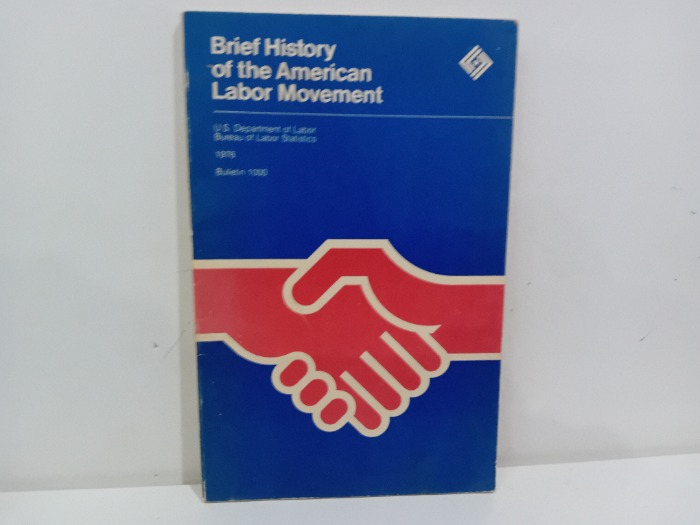 Brief History
of the American
Labor Movement
U.S. Department of Labor
Bureau of Labor Statistics
1976
Bulletin 1000